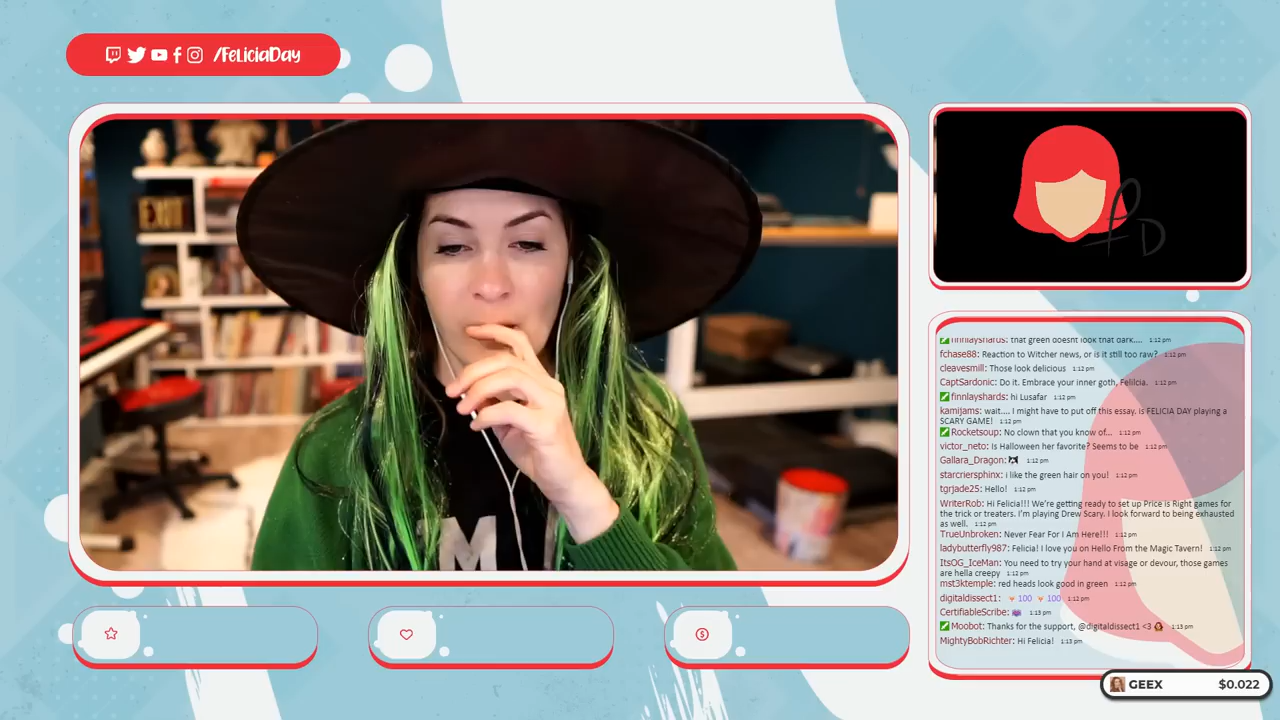 /FeliciaDay
EXIT
M
finnlayshards: that green doesnt look that dark.... 1:12 pm
fchase88: Reaction to Witcher news, or is it still too raw? 1:12 pm
cleavesmill: Those look delicious 1:12 pm
CaptSardonic: Do it. Embrace your inner goth, Felilcia. 1:12 pm
finnlayshards: hi Lusafar 1:12 pm
kamijams: wait.... I might have to put off this essay. Is FELICIA DAY playing a
SCARY GAME! 1:12 pm
Rocketsoup: No clown that you know of... 1:12 pm
victor_neto: Is Halloween her favorite? Seems to be 1:12 pm
Gallara_Dragon: 1:12 pm
starcriersphinx: i like the green hair on you! 1:12 pm
tgrjade25: Hello! 1:12 pm
WriterRob: Hi Felicia!!! We're getting ready to set up Price is Right games for
the trick or treaters. I'm playing Drew Scary. I look forward to being exhausted
as well. 1:12 pm
TrueUnbroken: Never Fear For I Am Here!!! 1:12 pm
ladybutterfly987: Felicia! I love you on Hello From the Magic Tavern! 1:12 pm
ItsOG_IceMan: You need to try your hand at visage or devour, those games
are hella creepy 1:12 pm
mst3ktemple: red heads look good in green 1:12 pm
digitaldissect1: 100 100 1:12 pm
CertifiableScribe: 1:13 pm
Moobot: Thanks for the support, @digitaldissect1 <3 1:13 pm
MightyBobRichter: Hi Felicia! 1:13 pm
GEEX $0.022